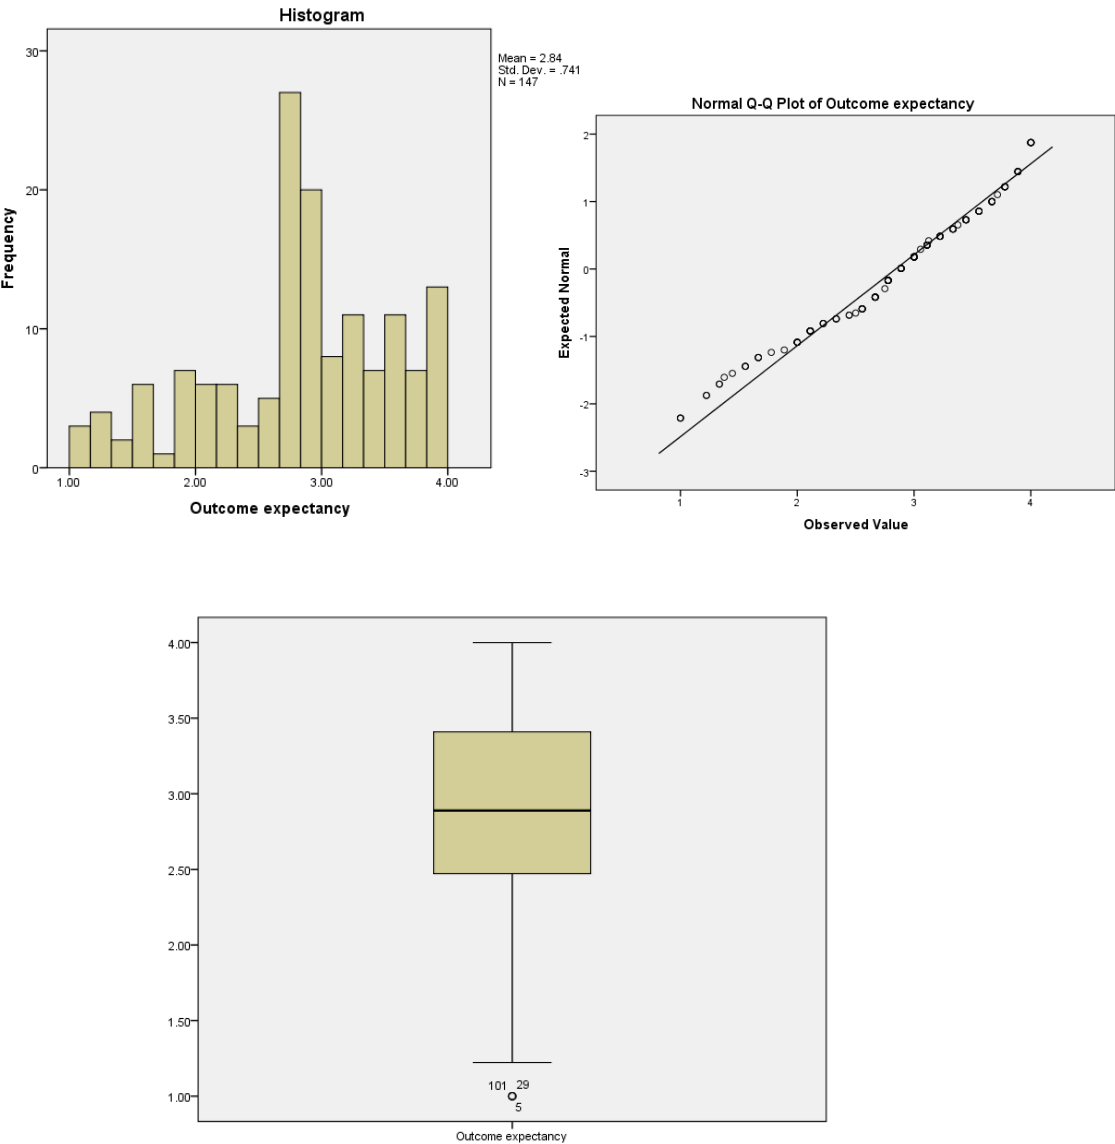 Histogram
30
20
10
0
1.00 2.00 3.00 4.00
Frequency
Outcome expectancy
Mean = 2.84
Std. Dev. = .741
N = 147
Normal Q-Q Plot of Outcome expectancy
2
1
0
-1
-2
-3
1 2 3 4
Expected Normal
Observed Value
4.00
3.50
3.00
2.50
2.00
1.50
1.00
101 29
5
Outcome expectancy